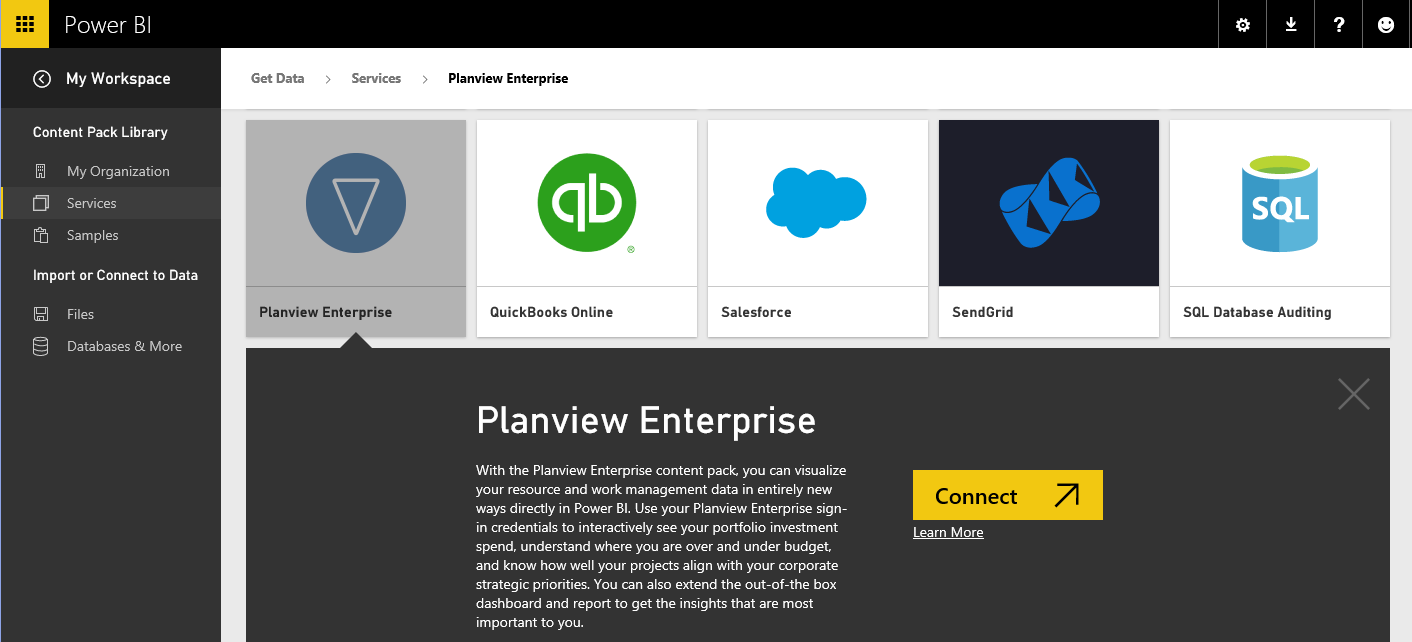 Power BI
?
My Workspace
Get Data > Services > Planview Enterprise
Content Pack Library
My Organization
Services
Samples
Import or Connect to Data
Files
Databases & More
qb
®
SQL
Planview Enterprise
QuickBooks Online
Salesforce
SendGrid
SQL Database Auditing
Planview Enterprise
With the Planview Enterprise content pack, you can visualize
your resource and work management data in entirely new
ways directly in Power BI. Use your Planview Enterprise sign-
in credentials to interactively see your portfolio investment
spend, understand where you are over and under budget,
and know how well your projects align with your corporate
strategic priorities. You can also extend the out-of-the box
dashboard and report to get the insights that are most
important to you.
Connect
Learn More